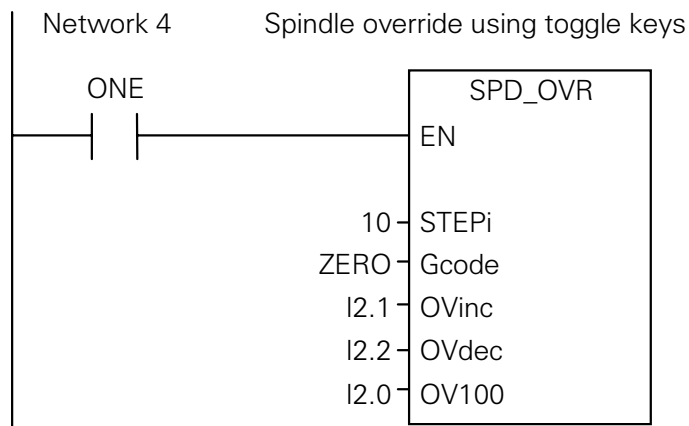 Network 4 Spindle override using toggle keys
ONE
SPD_OVR
EN
10 STEPi
ZERO Gcode
I2.1 OVinc
I2.2 OVdec
I2.0 OV100